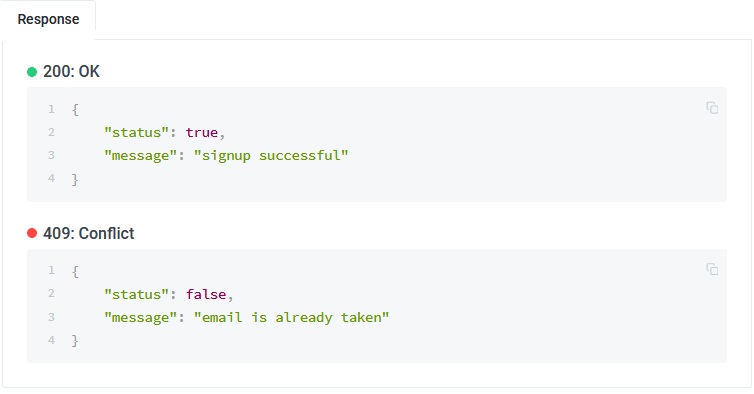 Response
200: OK
1 {
2     "status": true,
3     "message": "signup successful"
4 }
409: Conflict
1 {
2     "status": false,
3     "message": "email is already taken"
4 }